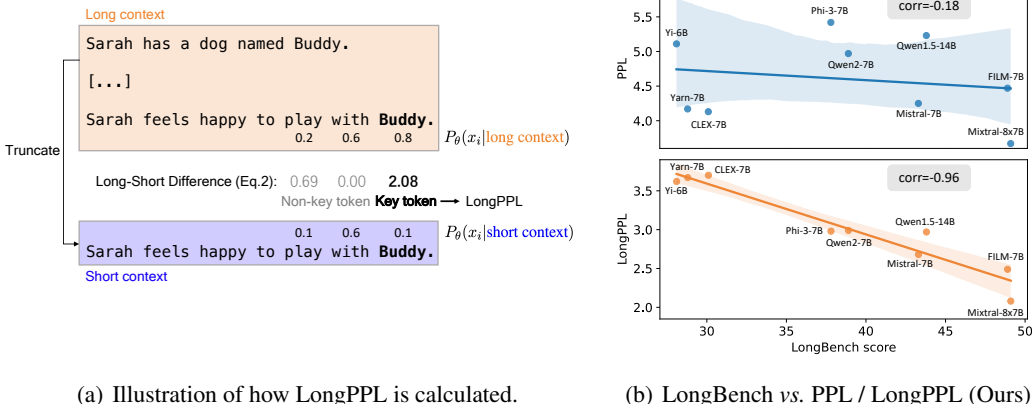 Long context
Sarah has a dog named Buddy.
[...]
Sarah feels happy to play with Buddy.
0.2 0.6 0.8
Pθ(xi|long context)
Truncate
Long-Short Difference (Eq.2): 0.69 0.00 2.08
Non-key token Key token → LongPPL
0.1 0.6 0.1
Pθ(xi|short context)
Sarah feels happy to play with Buddy.
Short context
(a) Illustration of how LongPPL is calculated.
corr=-0.18
Phi-3-7B
Yi-6B
Qwen1.5-14B
Qwen2-7B
FILM-7B
Yarn-7B
CLEX-7B
Mistral-7B
Mixtral-8x7B
PPL
5.5
5.0
4.5
4.0
corr=-0.96
Yarn-7B
CLEX-7B
Yi-6B
Phi-3-7B
Qwen2-7B
Qwen1.5-14B
Mistral-7B
FILM-7B
Mixtral-8x7B
LongPPL
3.5
3.0
2.5
2.0
30 35 40 45 50
LongBench score
(b) LongBench vs. PPL / LongPPL (Ours)